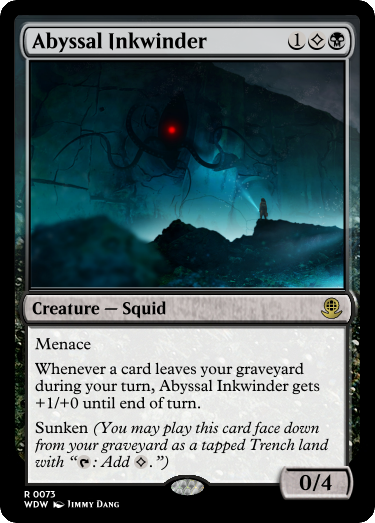 Abyssal Inkwinder 1
Creature — Squid
Menace
Whenever a card leaves your graveyard
during your turn, Abyssal Inkwinder gets
+1/+0 until end of turn.
Sunken (You may play this card face down
from your graveyard as a tapped Trench land
with “: Add .”)
0/4
R 0073
WDW Jimmy Dang